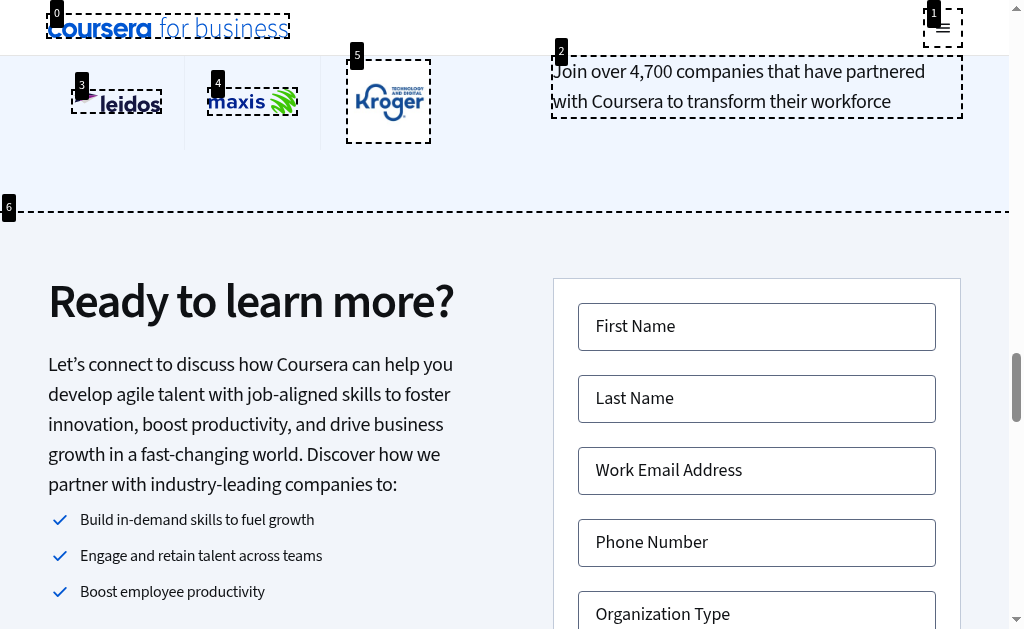 coursera for business
Join over 4,700 companies that have partnered
with Coursera to transform their workforce
leidos
maxis
TECHNOLOGY
AND DIGITAL
Kroger
Ready to learn more?
Let’s connect to discuss how Coursera can help you
develop agile talent with job-aligned skills to foster
innovation, boost productivity, and drive business
growth in a fast-changing world. Discover how we
partner with industry-leading companies to:
Build in-demand skills to fuel growth
Engage and retain talent across teams
Boost employee productivity
First Name
Last Name
Work Email Address
Phone Number
Organization Type
0
1
2
3
4
5
6